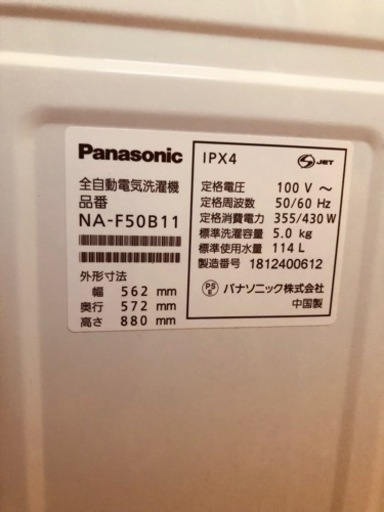 Panasonic
全自動電気洗濯機
品番
NA-F50B11
外形寸法
幅 562 mm
奥行 572 mm
高さ 880 mm
IPX4
S JET
定格電圧 100 V ～
定格周波数 50/60 Hz
定格消費電力 355/430 W
標準洗濯容量 5.0 kg
標準使用水量 114 L
製造番号 1812400612
PS E パナソニック株式会社
中国製